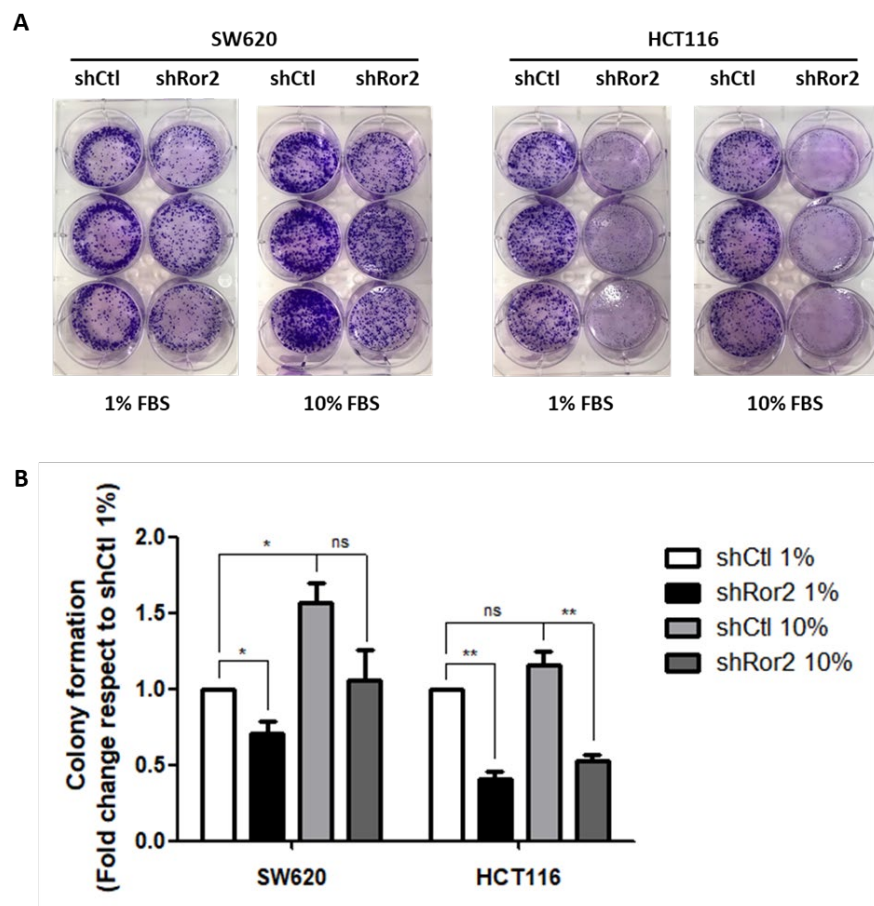 A
SW620 HCT116
shCtl shRor2 shCtl shRor2 shCtl shRor2 shCtl shRor2
1% FBS 10% FBS 1% FBS 10% FBS
B
Colony formation
(Fold change respect to shCtl 1%)
2.0
1.5
1.0
0.5
0.0
* ns
*
ns **
**
SW620 HCT116
shCtl 1%
shRor2 1%
shCtl 10%
shRor2 10%